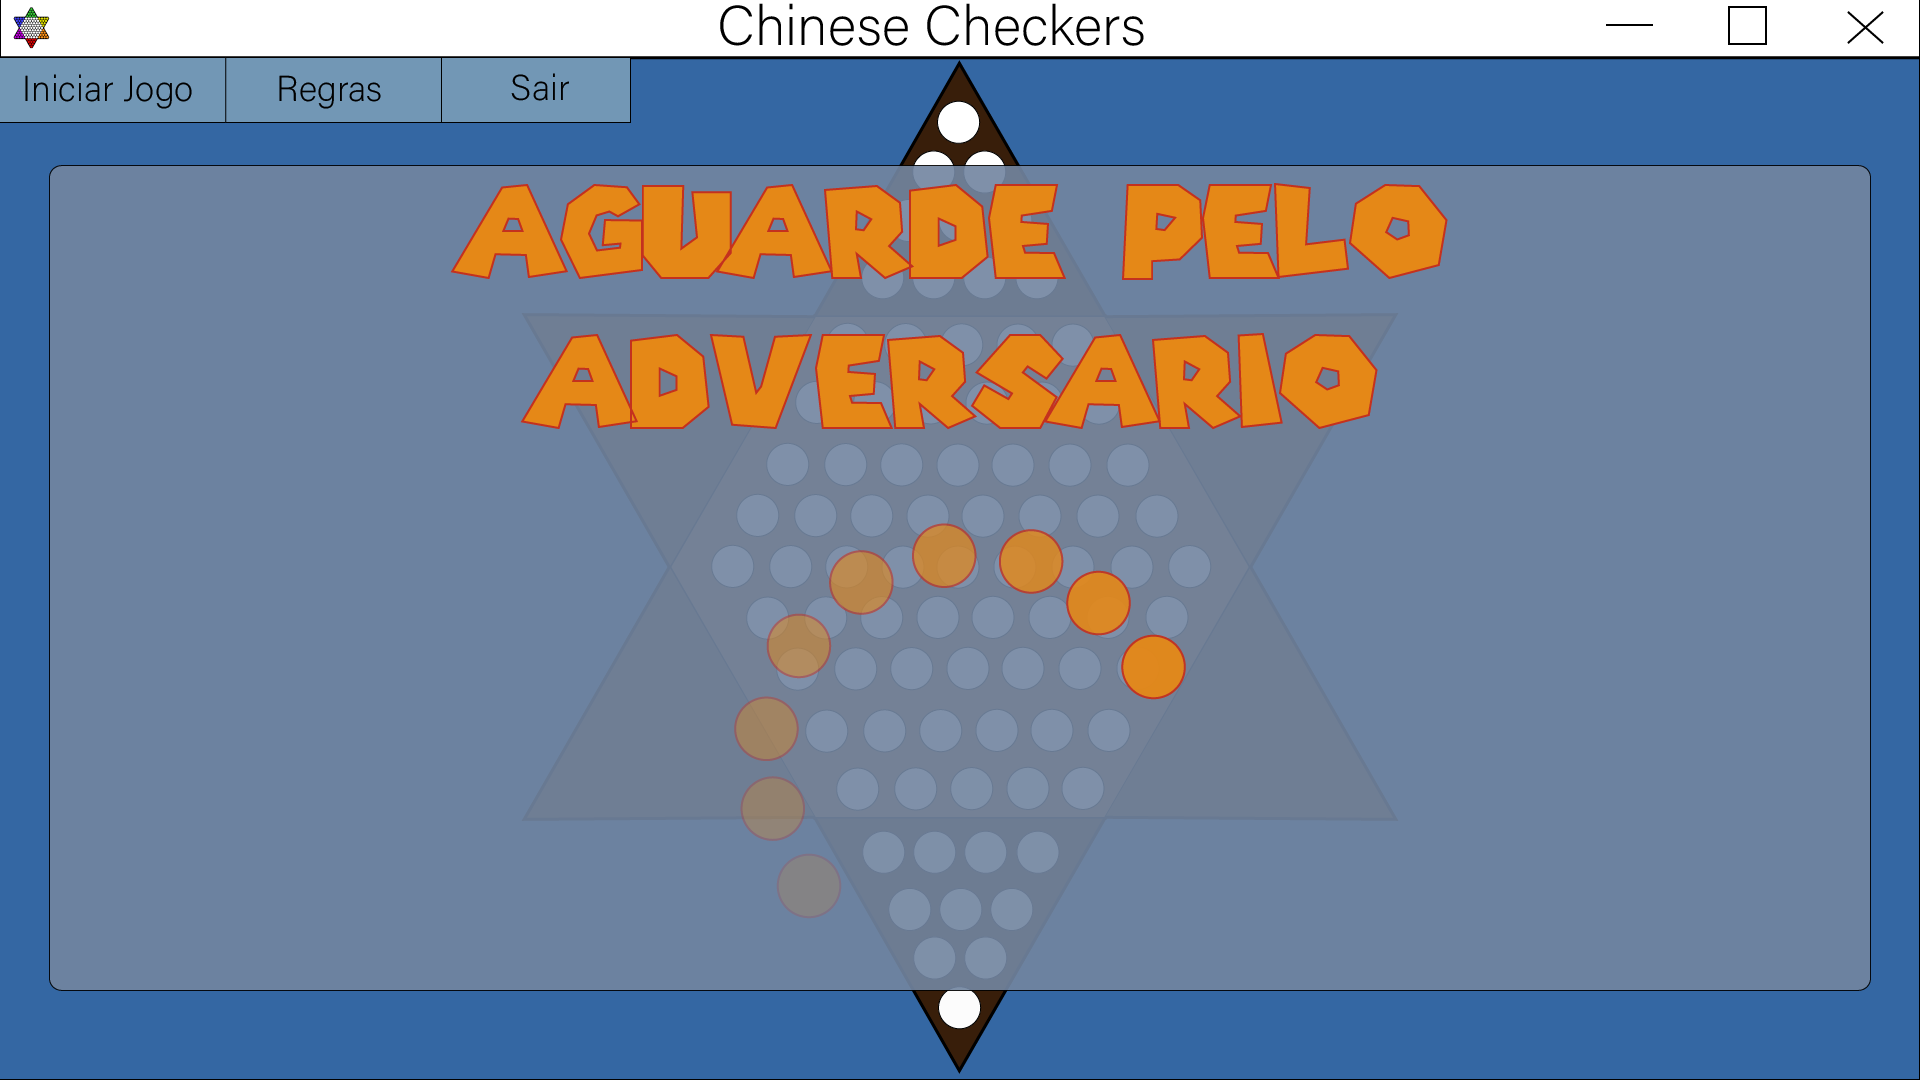 Chinese Checkers
Iniciar Jogo
Regras
Sair
AGUARDE PELO
ADVERSARIO